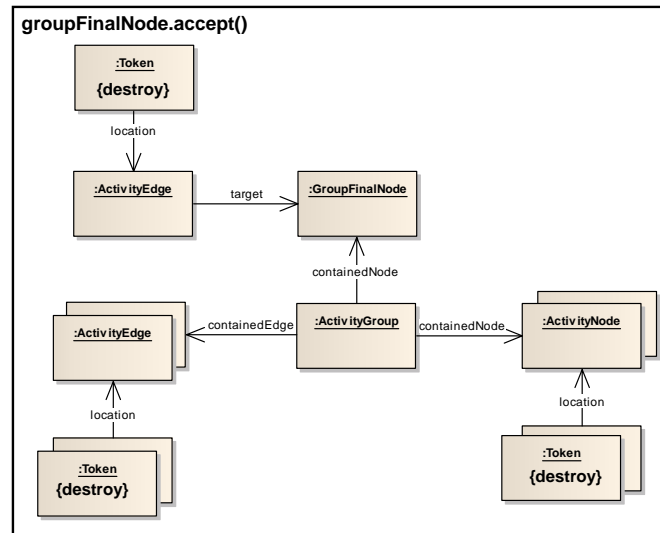 groupFinalNode.accept()
:Token
{destroy}
location
:ActivityEdge
target
:GroupFinalNode
containedNode
:ActivityEdge
containedEdge
:ActivityGroup
containedNode
:ActivityNode
location
location
:Token
{destroy}
:Token
{destroy}